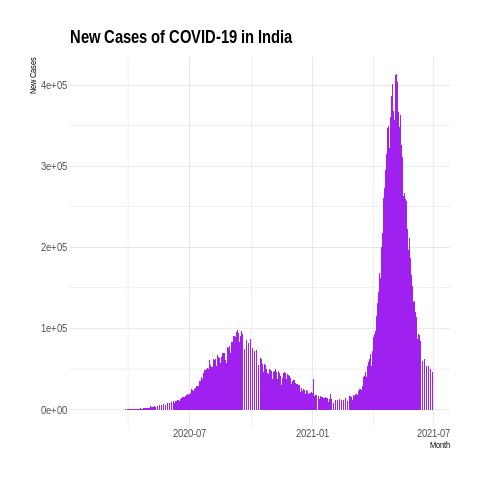 New Cases of COVID-19 in India
New Cases
4e+05
3e+05
2e+05
1e+05
0e+00
2020-07 2021-01 2021-07
Month